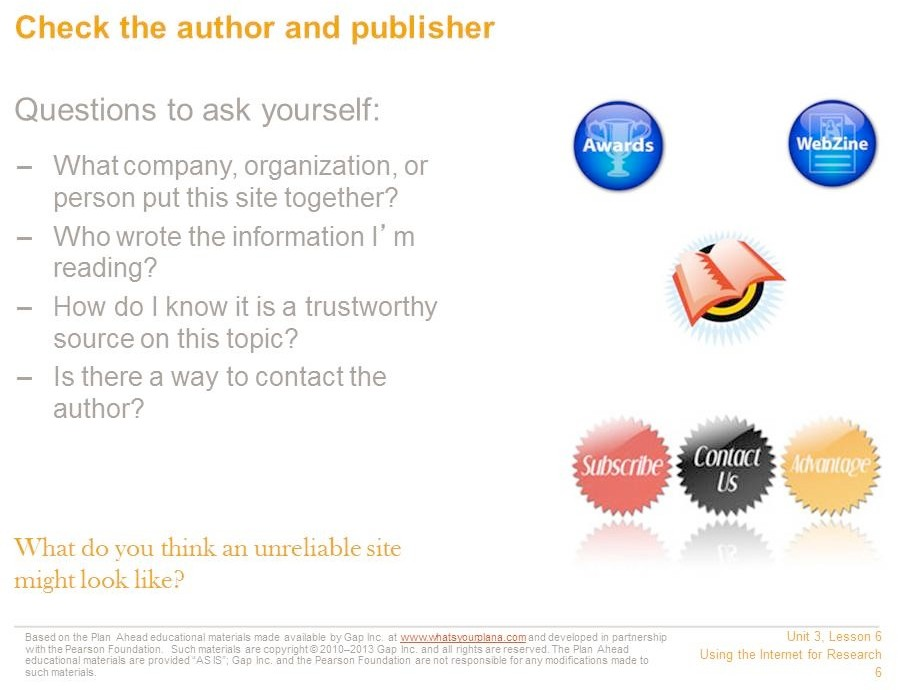 Check the author and publisher
Questions to ask yourself:
– What company, organization, or
person put this site together?
– Who wrote the information I’m
reading?
– How do I know it is a trustworthy
source on this topic?
– Is there a way to contact the
author?
Awards
WebZine
Subscribe
Contact
Us
Advantage
What do you think an unreliable site
might look like?
Based on the Plan Ahead educational materials made available by Gap Inc. at www.whatsyourplana.com and developed in partnership
with the Pearson Foundation. Such materials are copyright © 2010–2013 Gap Inc. and all rights are reserved. The Plan Ahead
educational materials are provided “AS IS”; Gap Inc. and the Pearson Foundation are not responsible for any modifications made to
such materials.
Unit 3, Lesson 6
Using the Internet for Research
6